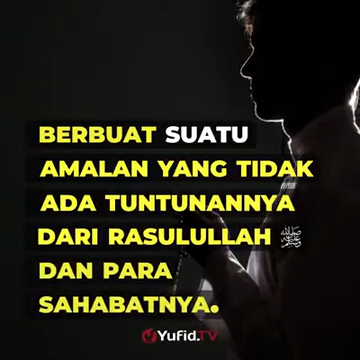 BERBUAT SUATU
AMALAN YANG TIDAK
ADA TUNTUNANNYA
DARI RASULULLAH ﷺ
DAN PARA
SAHABATNYA.
YUFID.TV